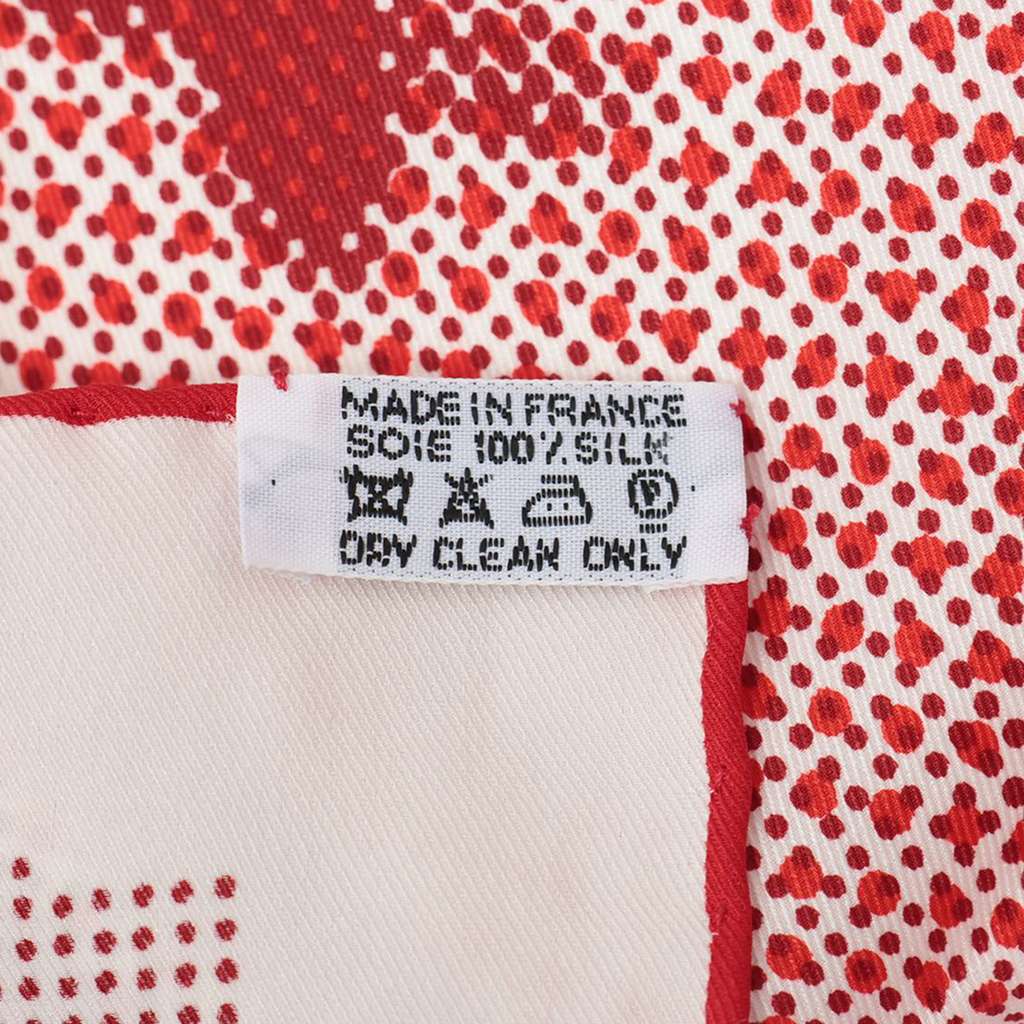 MADE IN FRANCE
SOIE 100% SILK
P
DRY CLEAN ONLY